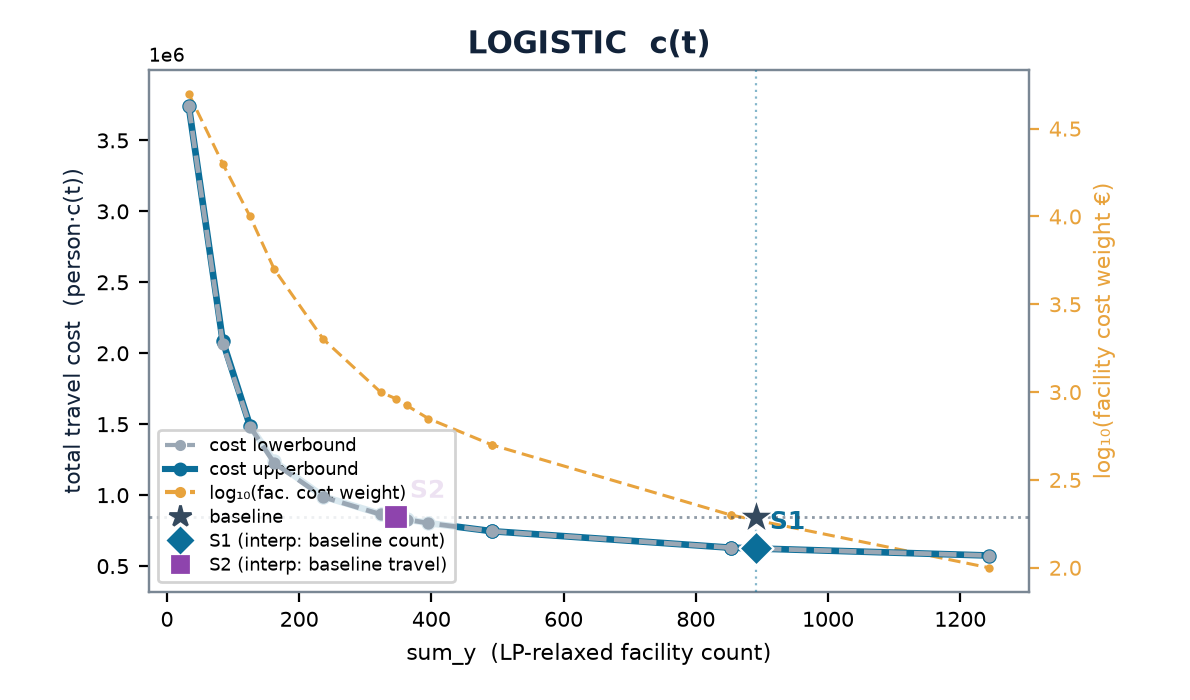 LOGISTIC c(t)
1e6
total travel cost (person·c(t))
3.5
3.0
2.5
2.0
1.5
1.0
0.5
4.5
4.0
3.5
3.0
2.5
2.0
log₁₀(facility cost weight €)
cost lowerbound
cost upperbound
log₁₀(fac. cost weight)
baseline
S1 (interp: baseline count)
S2 (interp: baseline travel)
S2
S1
0
200
400
600
800
1000
1200
sum_y (LP-relaxed facility count)